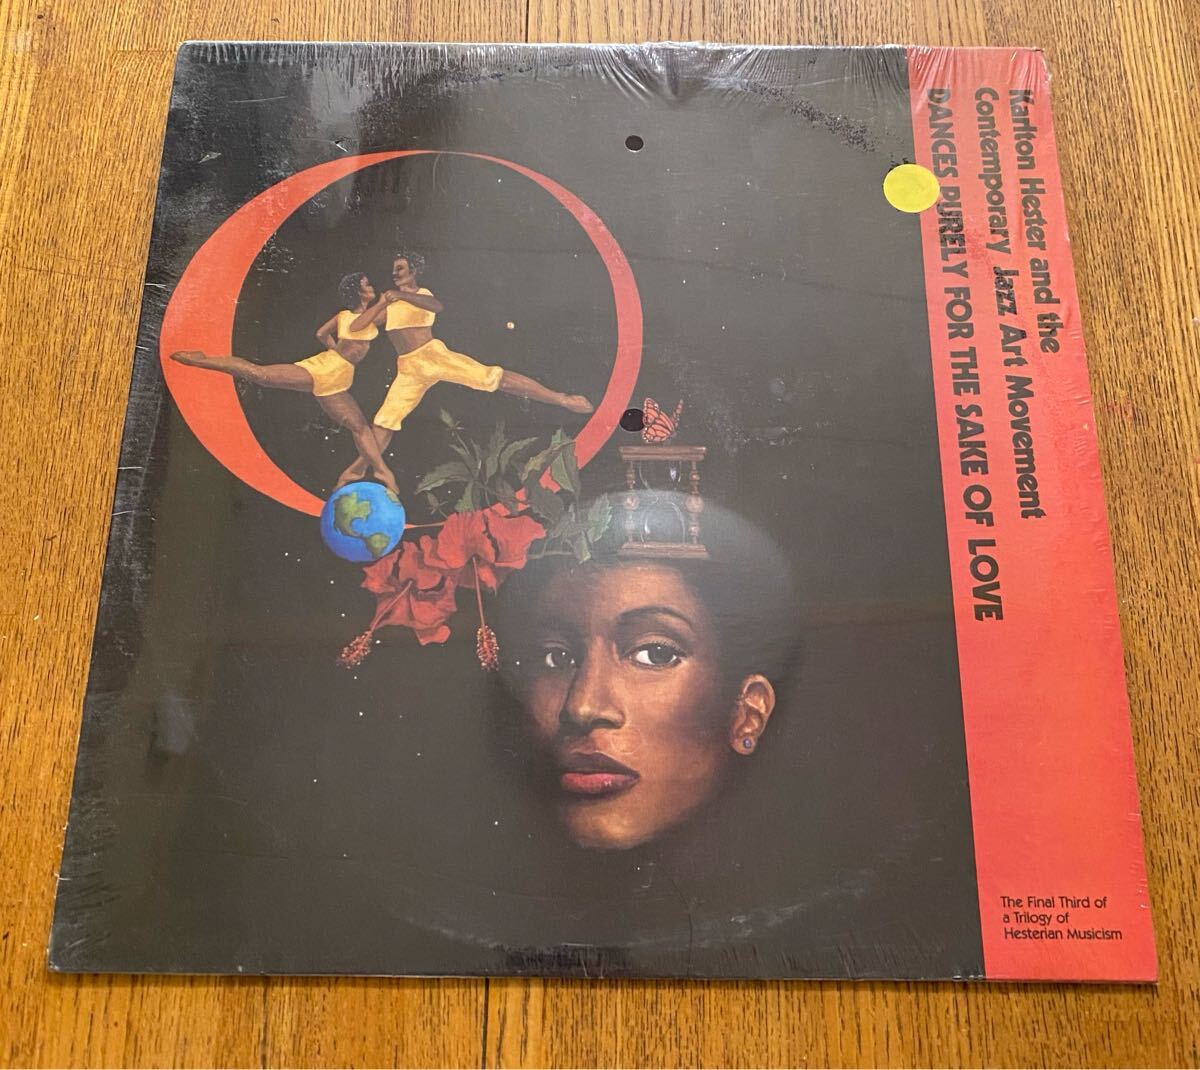 Karlton Hester and the
Contemporary Jazz Art Movement
DANCES PURELY FOR THE SAKE OF LOVE
The Final Third of
a Trilogy of
Hesterian Musicism